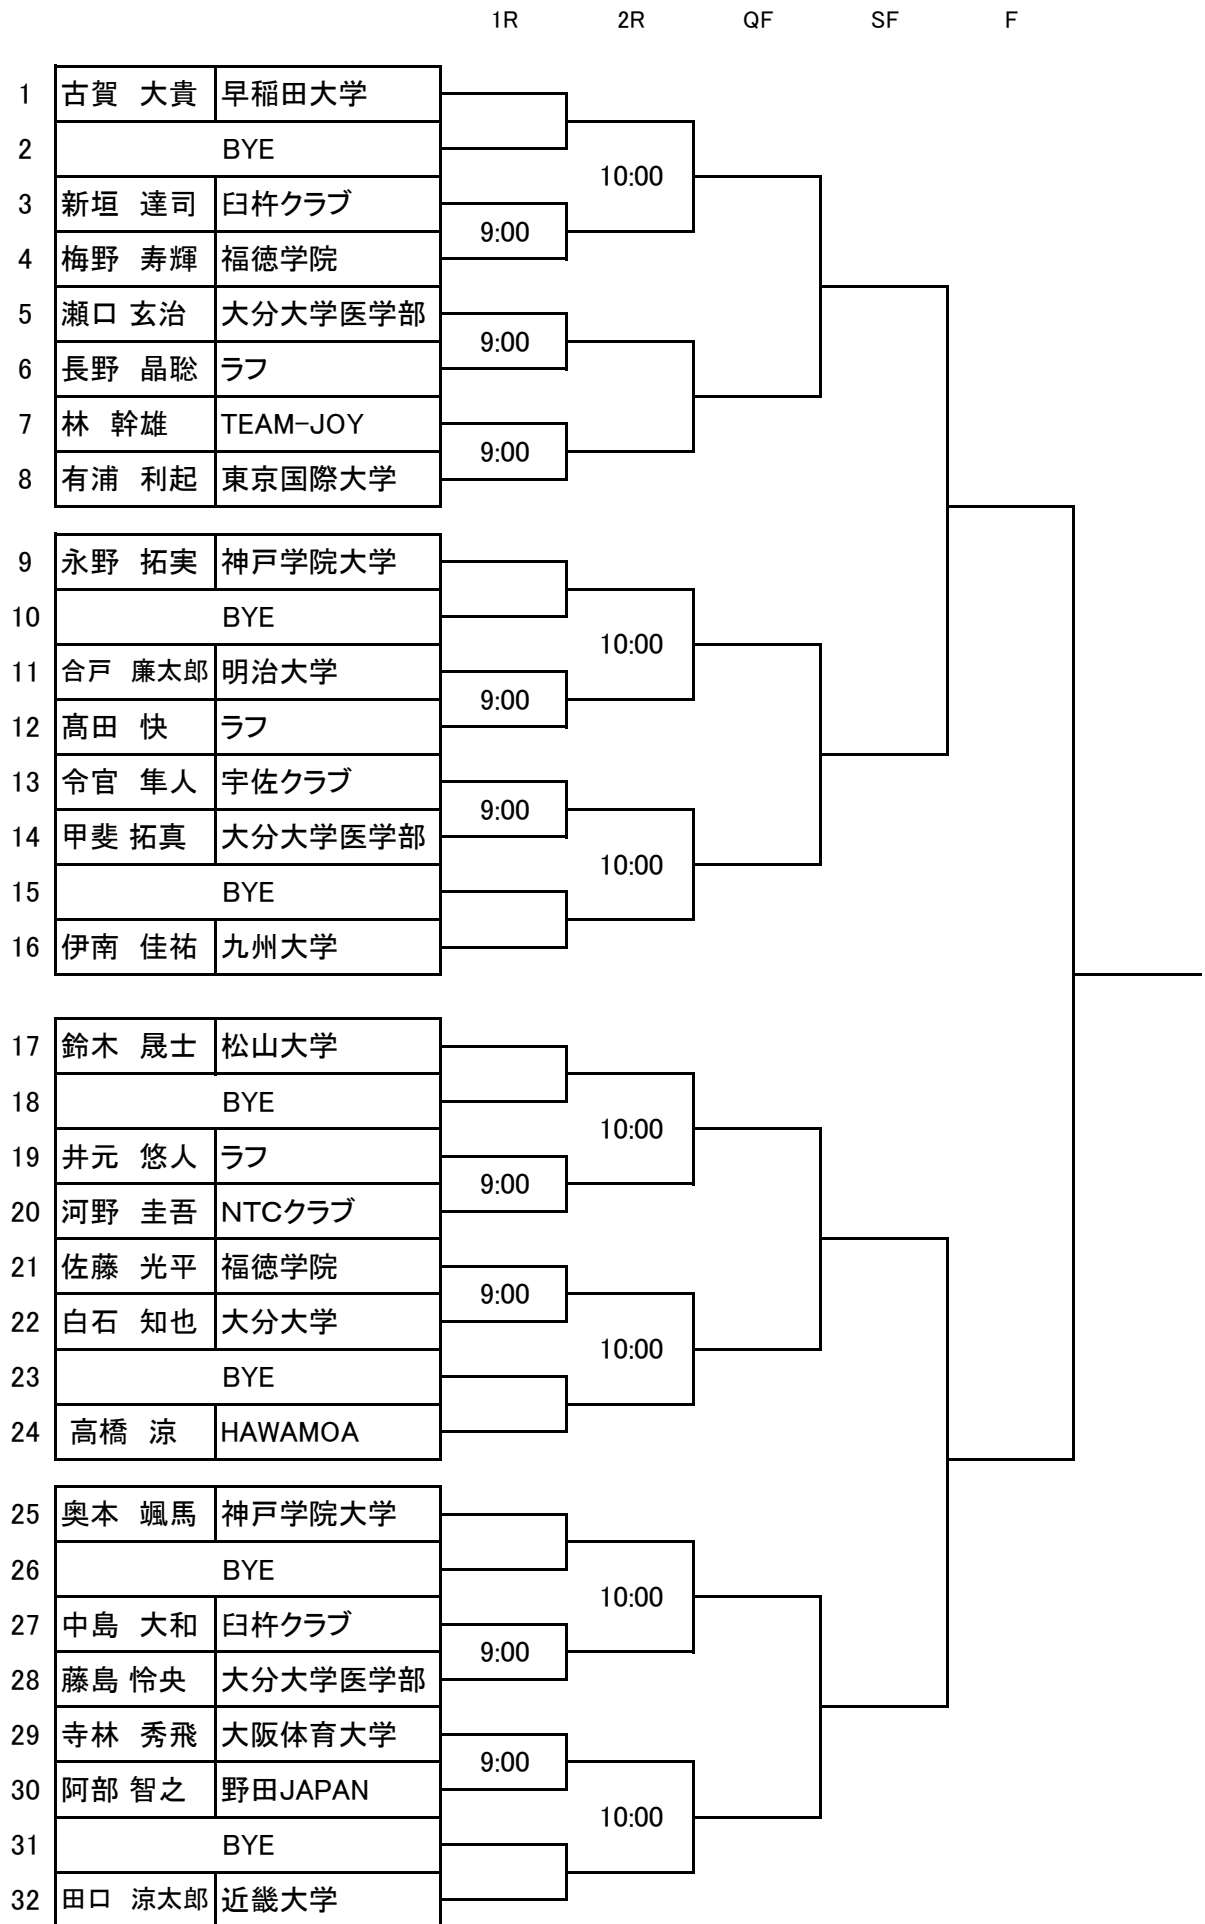 1R 2R QF SF F
1 古賀 大貴 早稲田大学
2 BYE
10:00
3 新垣 達司 臼杵クラブ
9:00
4 梅野 寿輝 福徳学院
5 瀬口 玄治 大分大学医学部
9:00
6 長野 晶聡 ラフ
7 林 幹雄 TEAM-JOY
9:00
8 有浦 利起 東京国際大学
9 永野 拓実 神戸学院大学
10 BYE
10:00
11 合戸 廉太郎 明治大学
9:00
12 髙田 快 ラフ
13 令官 隼人 宇佐クラブ
9:00
14 甲斐 拓真 大分大学医学部
10:00
15 BYE
16 伊南 佳祐 九州大学
17 鈴木 晟士 松山大学
18 BYE
10:00
19 井元 悠人 ラフ
9:00
20 河野 圭吾 NTCクラブ
21 佐藤 光平 福徳学院
9:00
22 白石 知也 大分大学
10:00
23 BYE
24 高橋 涼 HAWAMOA
25 奥本 颯馬 神戸学院大学
26 BYE
10:00
27 中島 大和 臼杵クラブ
9:00
28 藤島 怜央 大分大学医学部
29 寺林 秀飛 大阪体育大学
9:00
30 阿部 智之 野田JAPAN
10:00
31 BYE
32 田口 涼太郎 近畿大学